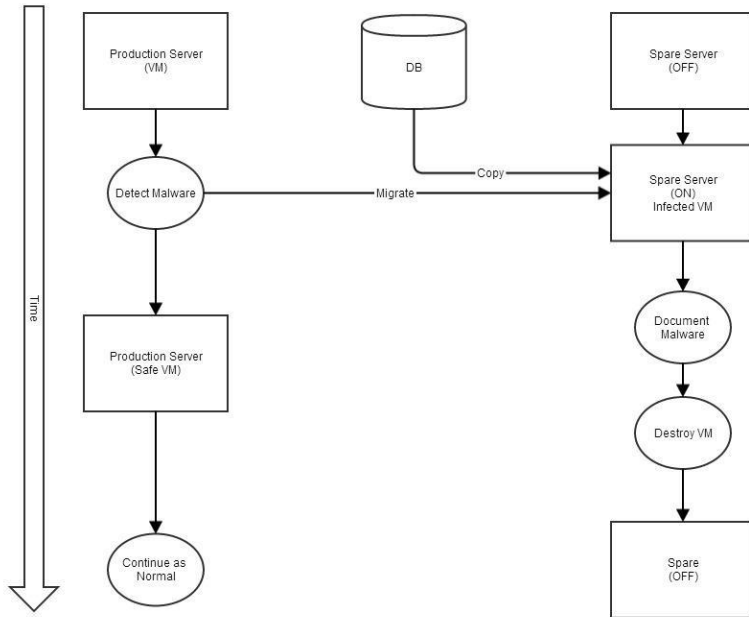 Production Server
(VM)
DB
Spare Server
(OFF)
Copy
Detect Malware
Migrate
Spare Server
(ON)
Infected VM
Time
Document
Malware
Production Server
(Safe VM)
Destroy VM
Continue as
Normal
Spare
(OFF)